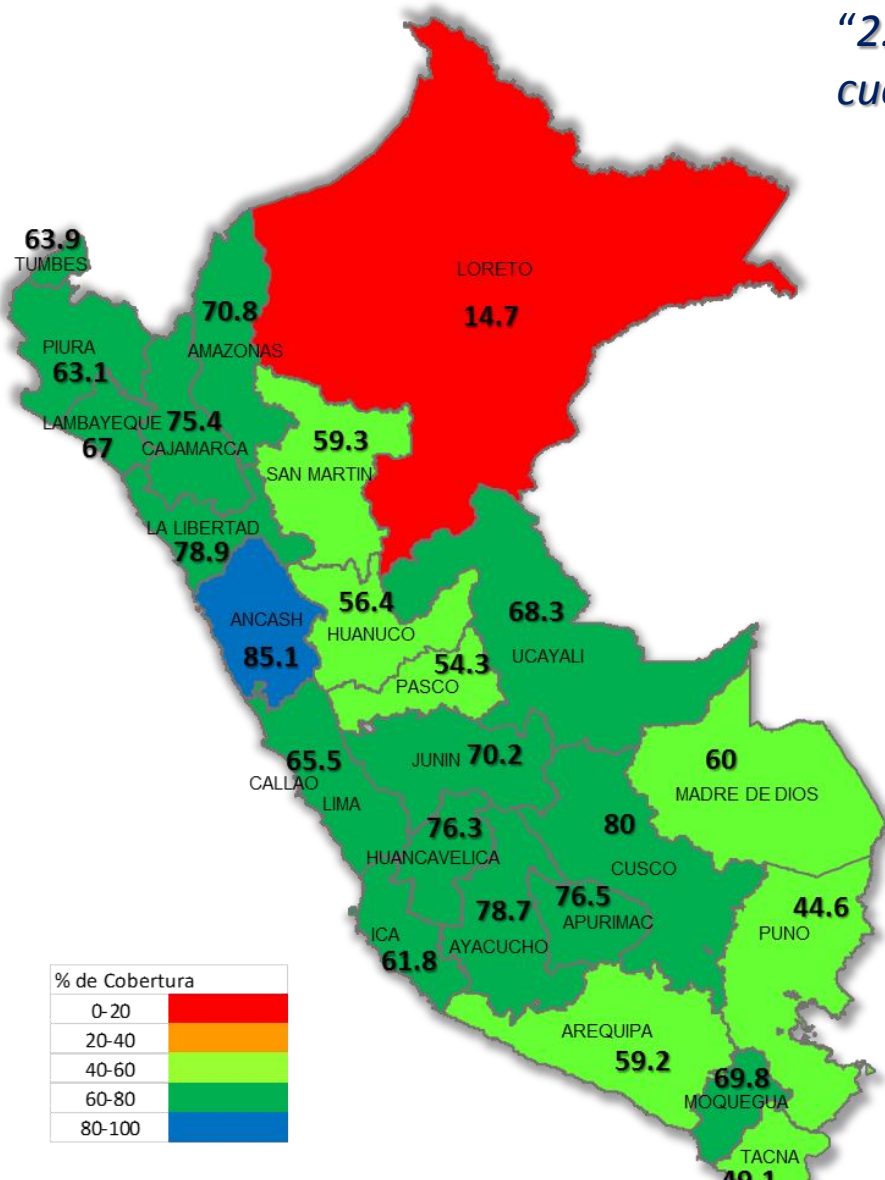 “2.
63.9
TUMBES
LORETO
14.7
70.8
AMAZONAS
PIURA
63.1
LAMBAYEQUE
67
75.4
CAJAMARCA
59.3
SAN MARTIN
LA LIBERTAD
78.9
ANCASH
85.1
56.4
HUANUCO
54.3
PASCO
68.3
UCAYALI
65.5
CALLAO
LIMA
JUNIN 70.2
60
MADRE DE DIOS
76.3
HUANCAVELICA
80
CUSCO
78.7
AYACUCHO
76.5
APURIMAC
44.6
PUNO
ICA
61.8
AREQUIPA
59.2
69.8
MOQUEGUA
TACNA
49.1
% de Cobertura
0-20
20-40
40-60
60-80
80-100